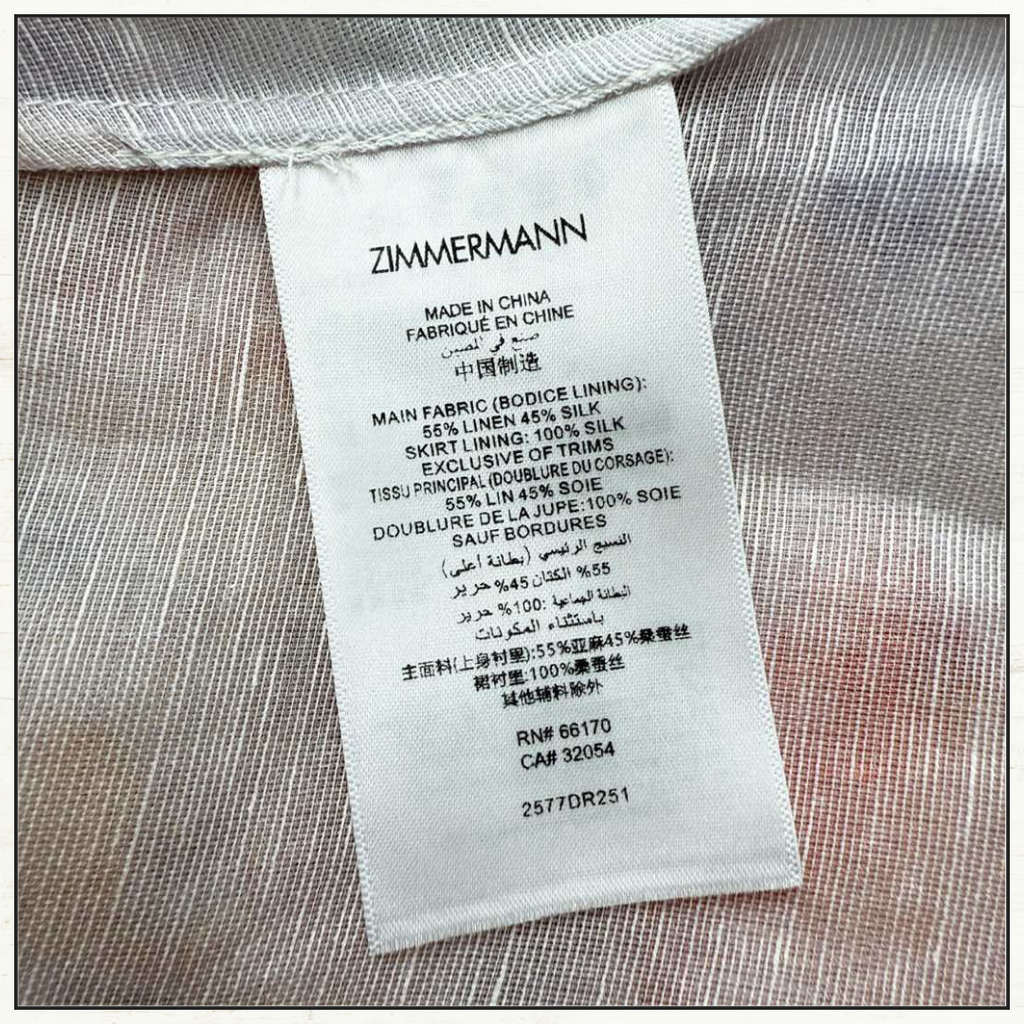 ZIMMERMANN
MADE IN CHINA
FABRIQUÉ EN CHINE
صنع في الصين
中国制造
MAIN FABRIC (BODICE LINING):
55% LINEN 45% SILK
SKIRT LINING: 100% SILK
EXCLUSIVE OF TRIMS
TISSU PRINCIPAL (DOUBLURE DU CORSAGE):
55% LIN 45% SOIE
DOUBLURE DE LA JUPE:100% SOIE
SAUF BORDURES
النسيج الرئيسي (بطانة أعلى)
55% الكتان 45% حرير
100%: حرير
باستثناء المكونات
主面料(上身衬里):55%亚麻45%桑蚕丝
裙衬里:100%桑蚕丝
其他辅料除外
RN# 66170
CA# 32054
2577DR251